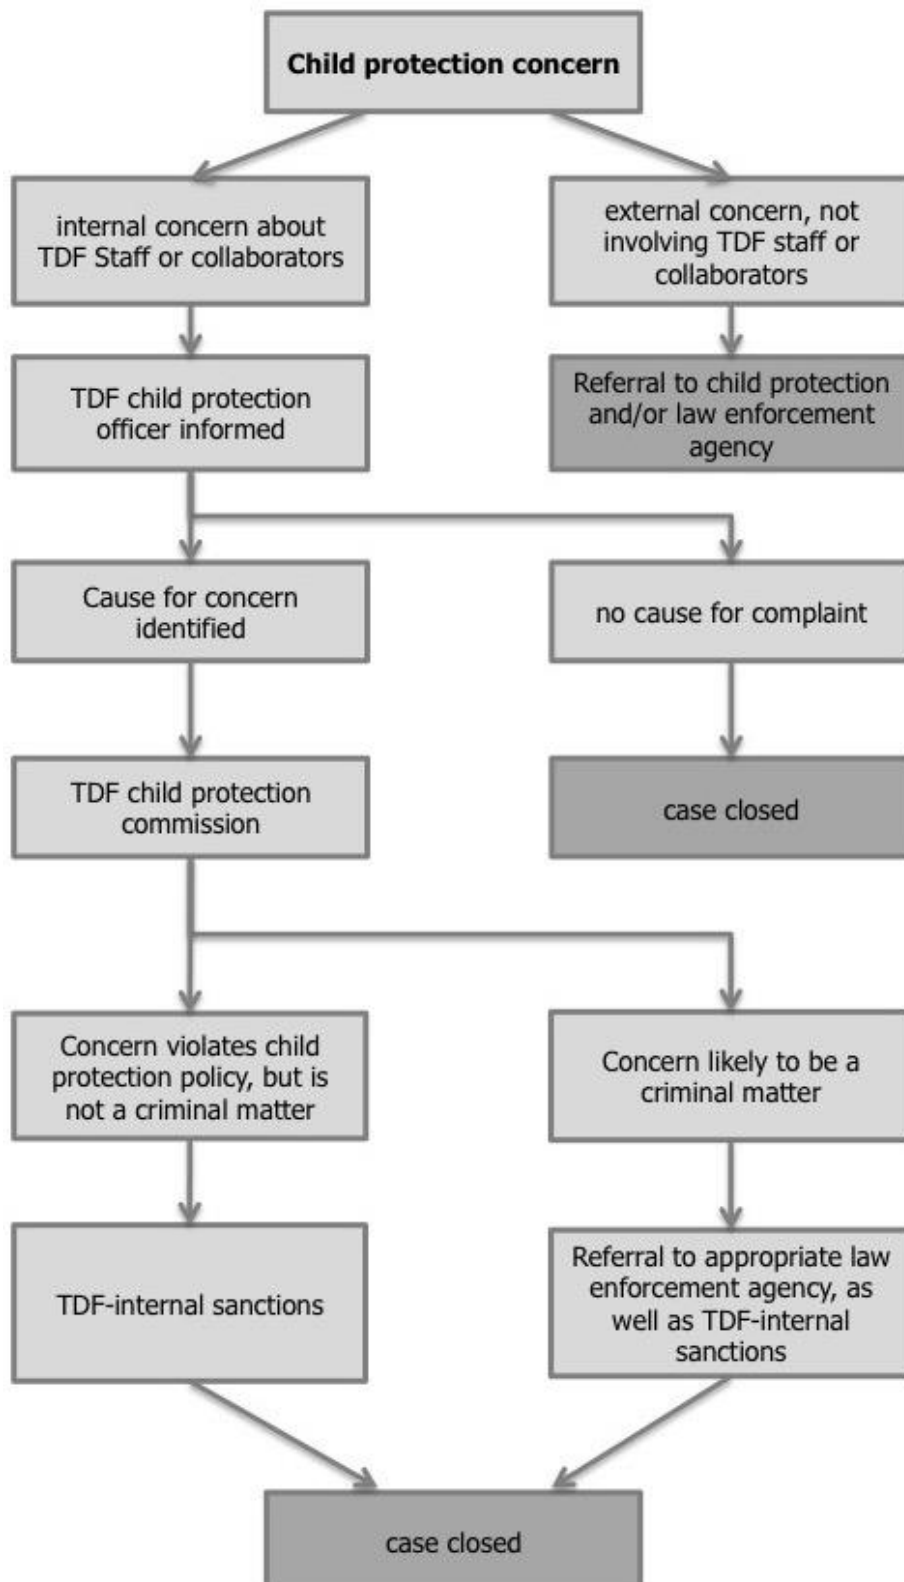 Child protection concern
internal concern about
TDF Staff or collaborators
external concern, not
involving TDF staff or
collaborators
TDF child protection
officer informed
Referral to child protection
and/or law enforcement
agency
Cause for concern
identified
no cause for complaint
TDF child protection
commission
case closed
Concern violates child
protection policy, but is
not a criminal matter
Concern likely to be a
criminal matter
TDF-internal sanctions
Referral to appropriate law
enforcement agency, as
well as TDF-internal
sanctions
case closed